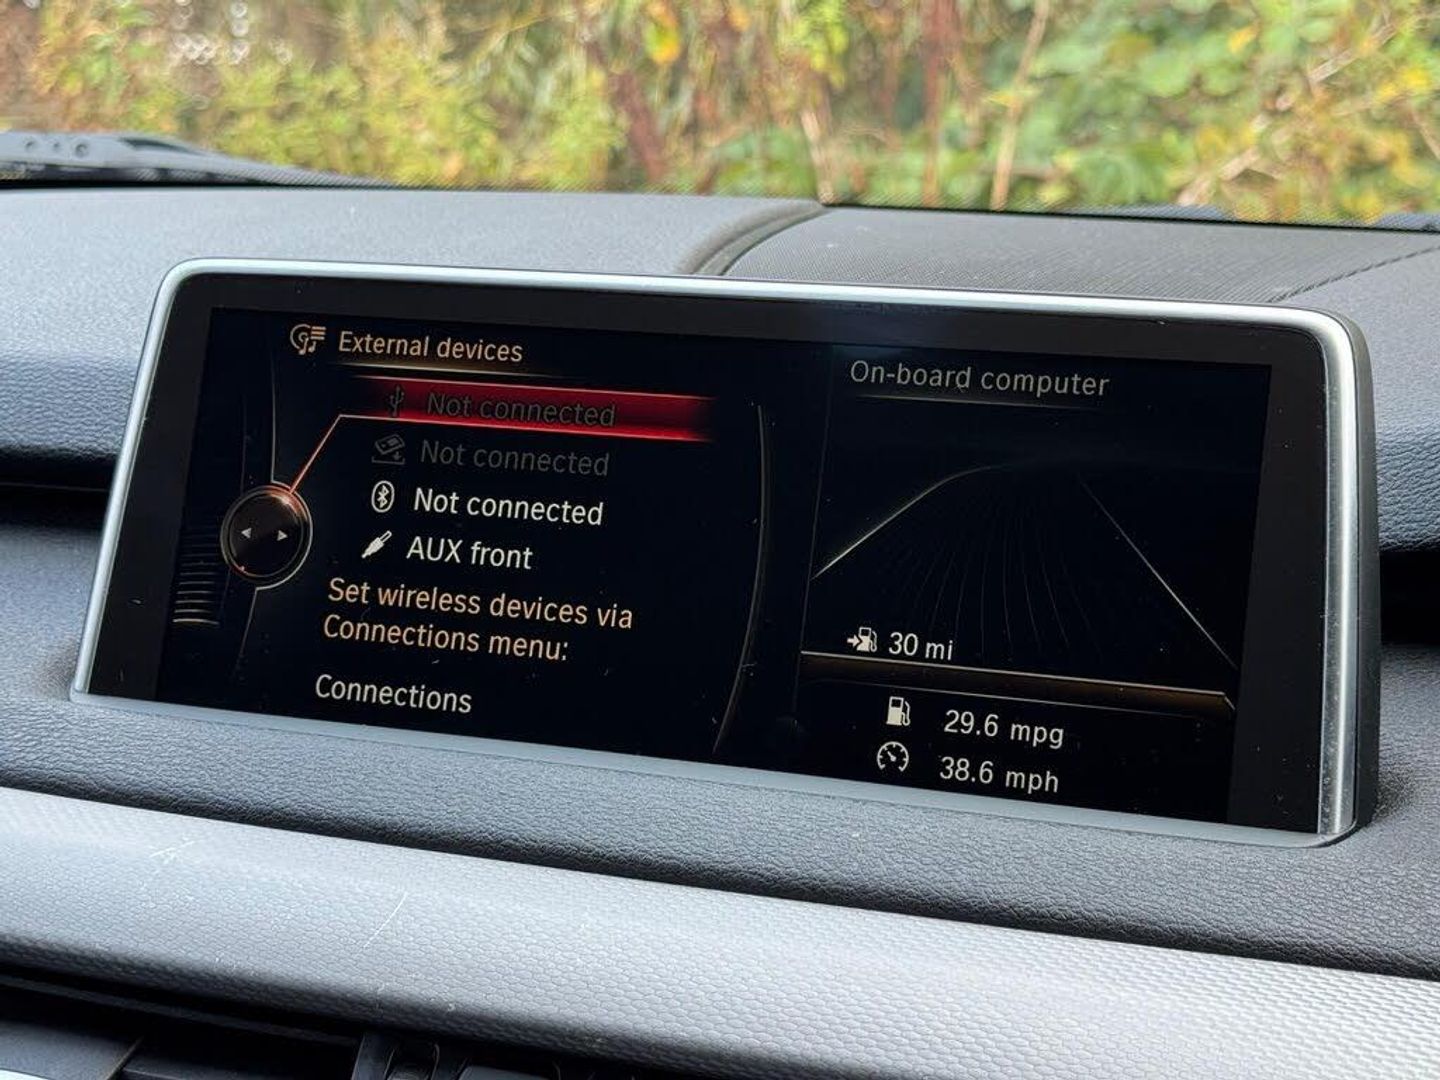 External devices
Not connected
Not connected
Not connected
AUX front
Set wireless devices via
Connections menu:
Connections
On-board computer
30 mi
29.6 mpg
38.6 mph